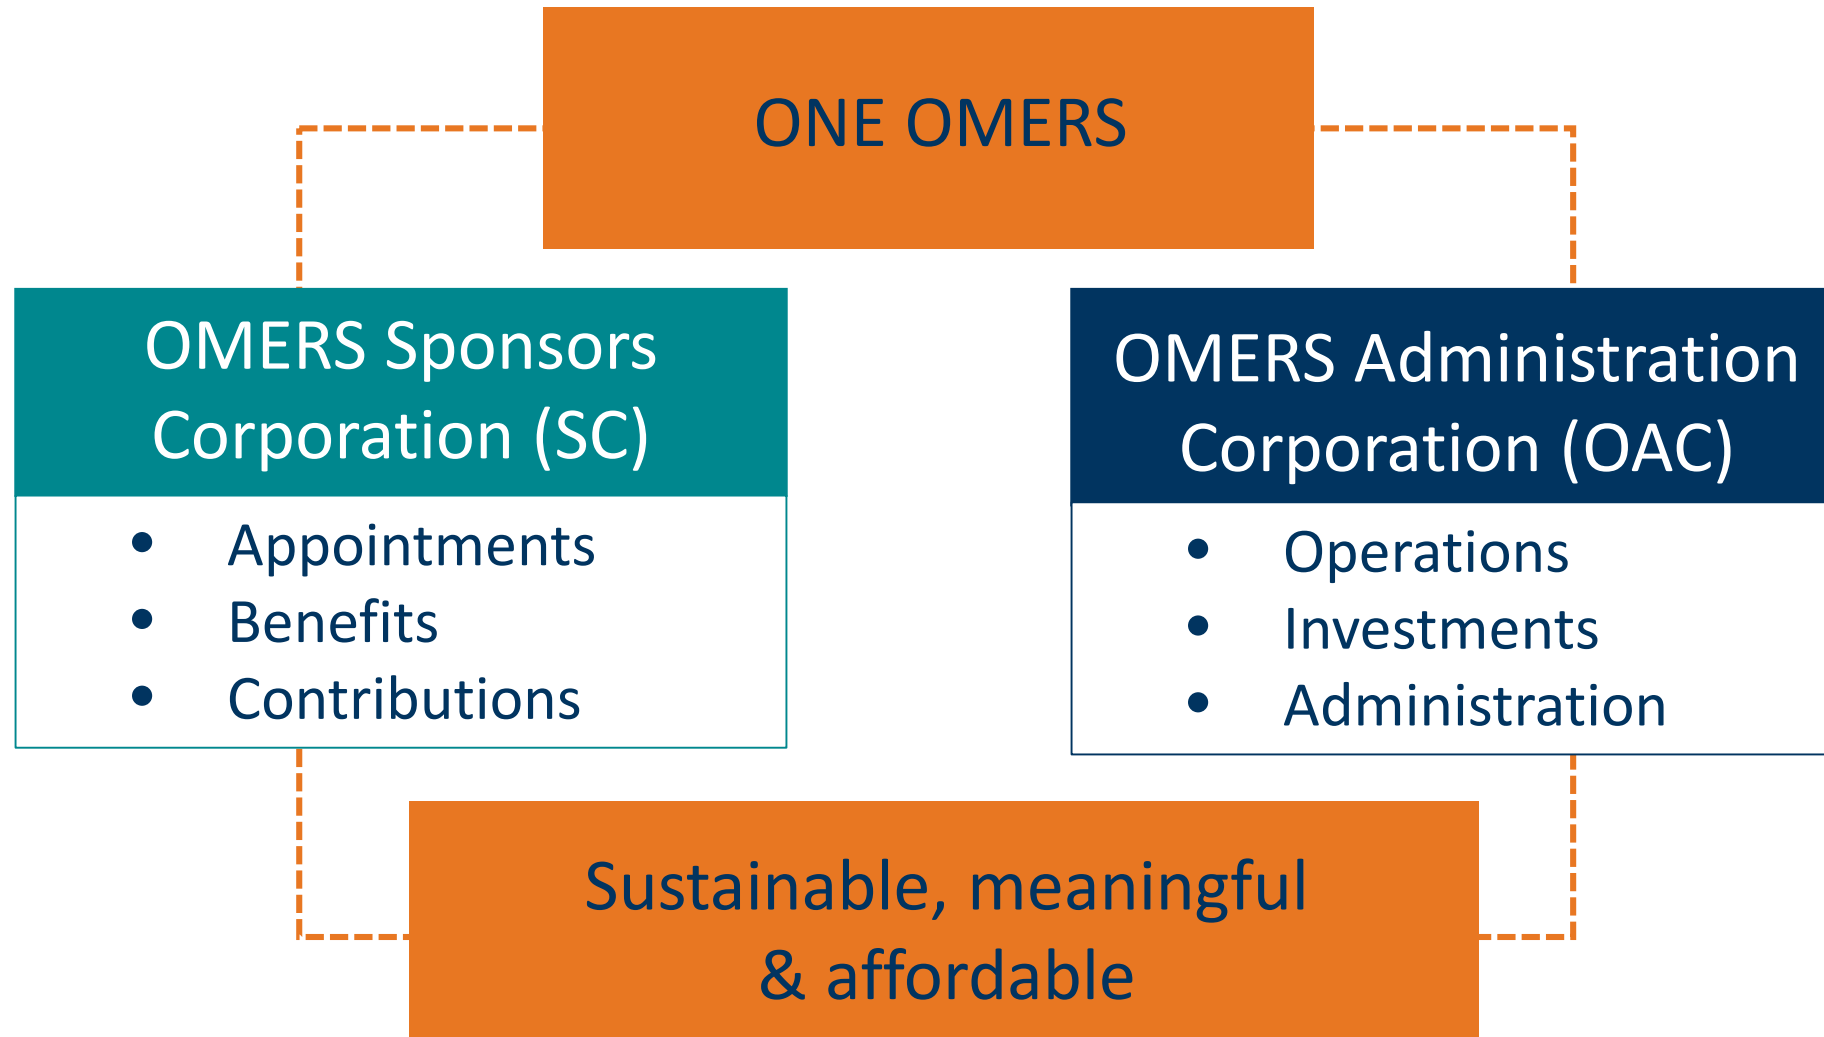 ONE OMERS
OMERS Sponsors
Corporation (SC)
• Appointments
• Benefits
• Contributions
OMERS Administration
Corporation (OAC)
• Operations
• Investments
• Administration
Sustainable, meaningful
& affordable